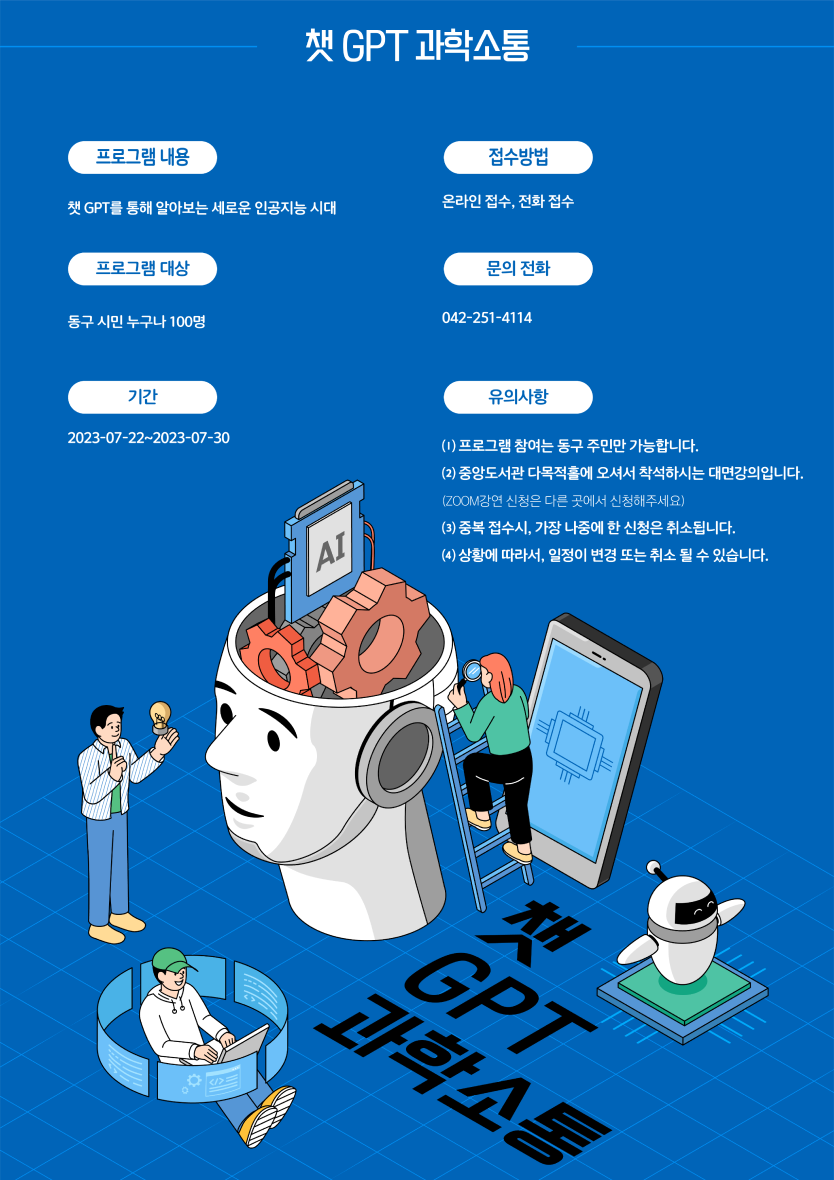 챗 GPT 과학소통
프로그램 내용
챗 GPT를 통해 알아보는 세로운 인공지능 시대
프로그램 대상
동구 시민 누구나 100명
기간
2023-07-22~2023-07-30
접수방법
온라인 접수, 전화 접수
문의 전화
042-251-4114
유의사항
(1) 프로그램 참여는 동구 주민만 가능합니다.
(2) 중앙도서관 다목적홀에 오셔서 착석하시는 대면강의입니다.
(ZOOM강연 신청은 다른 곳에서 신청해주세요)
(3) 중복 접수시, 가장 나중에 한 신청은 취소됩니다.
(4) 상황에 따라서, 일정이 변경 또는 취소 될 수 있습니다.
AI
챗
GPT
과학소통